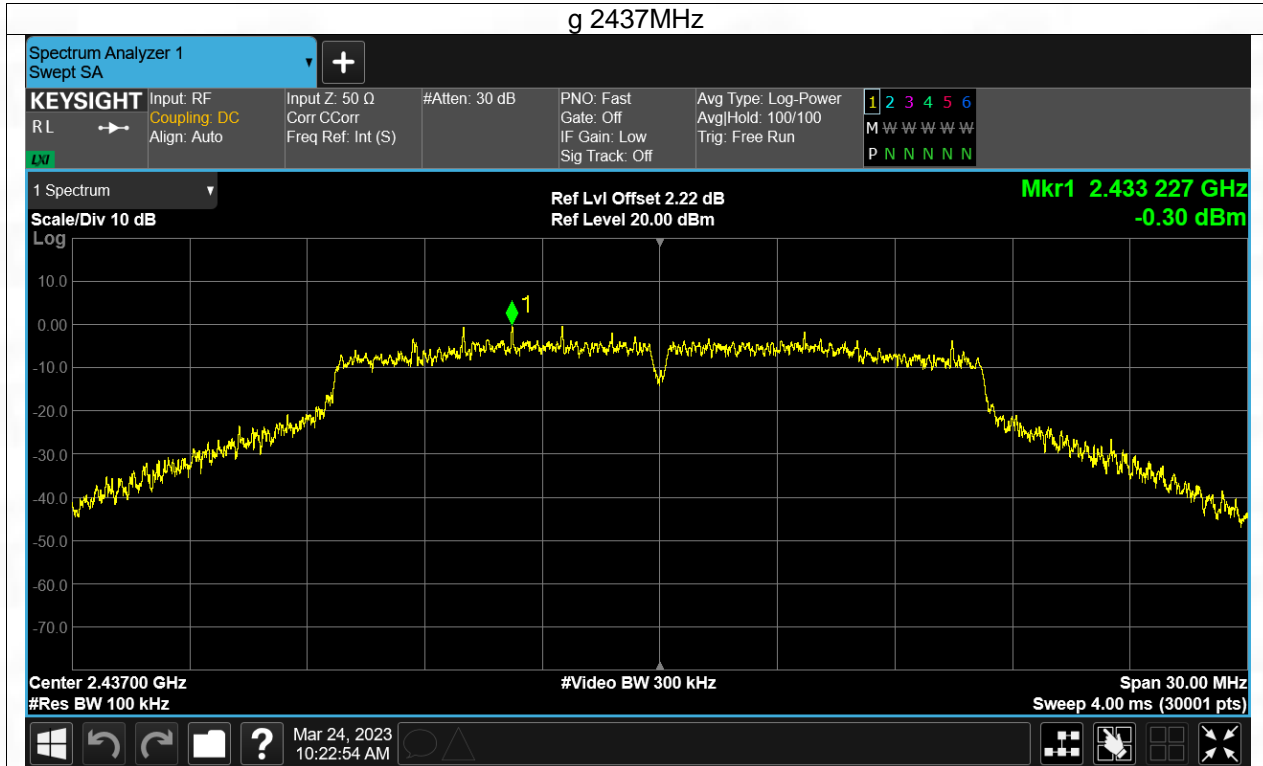 g 2437MHz
Spectrum Analyzer 1
Swept SA
KEYSIGHT
RL
LXI
Input: RF
Coupling: DC
Align: Auto
Input Z: 50 Ω
Corr CCorr
Freq Ref: Int (S)
#Atten: 30 dB
PNO: Fast
Gate: Off
IF Gain: Low
Sig Track: Off
Avg Type: Log-Power
Avg|Hold: 100/100
Trig: Free Run
1 2 3 4 5 6
M W W W W W
P N N N N N
1 Spectrum
Scale/Div 10 dB
Log
Ref Lvl Offset 2.22 dB
Ref Level 20.00 dBm
Mkr1 2.433 227 GHz
-0.30 dBm
10.0
0.00
-10.0
-20.0
-30.0
-40.0
-50.0
-60.0
-70.0
1
Center 2.43700 GHz
#Res BW 100 kHz
#Video BW 300 kHz
Span 30.00 MHz
Sweep 4.00 ms (30001 pts)
?
Mar 24, 2023
10:22:54 AM